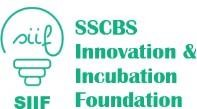 siif
SIIF
SSCBS
Innovation &
Incubation
Foundation